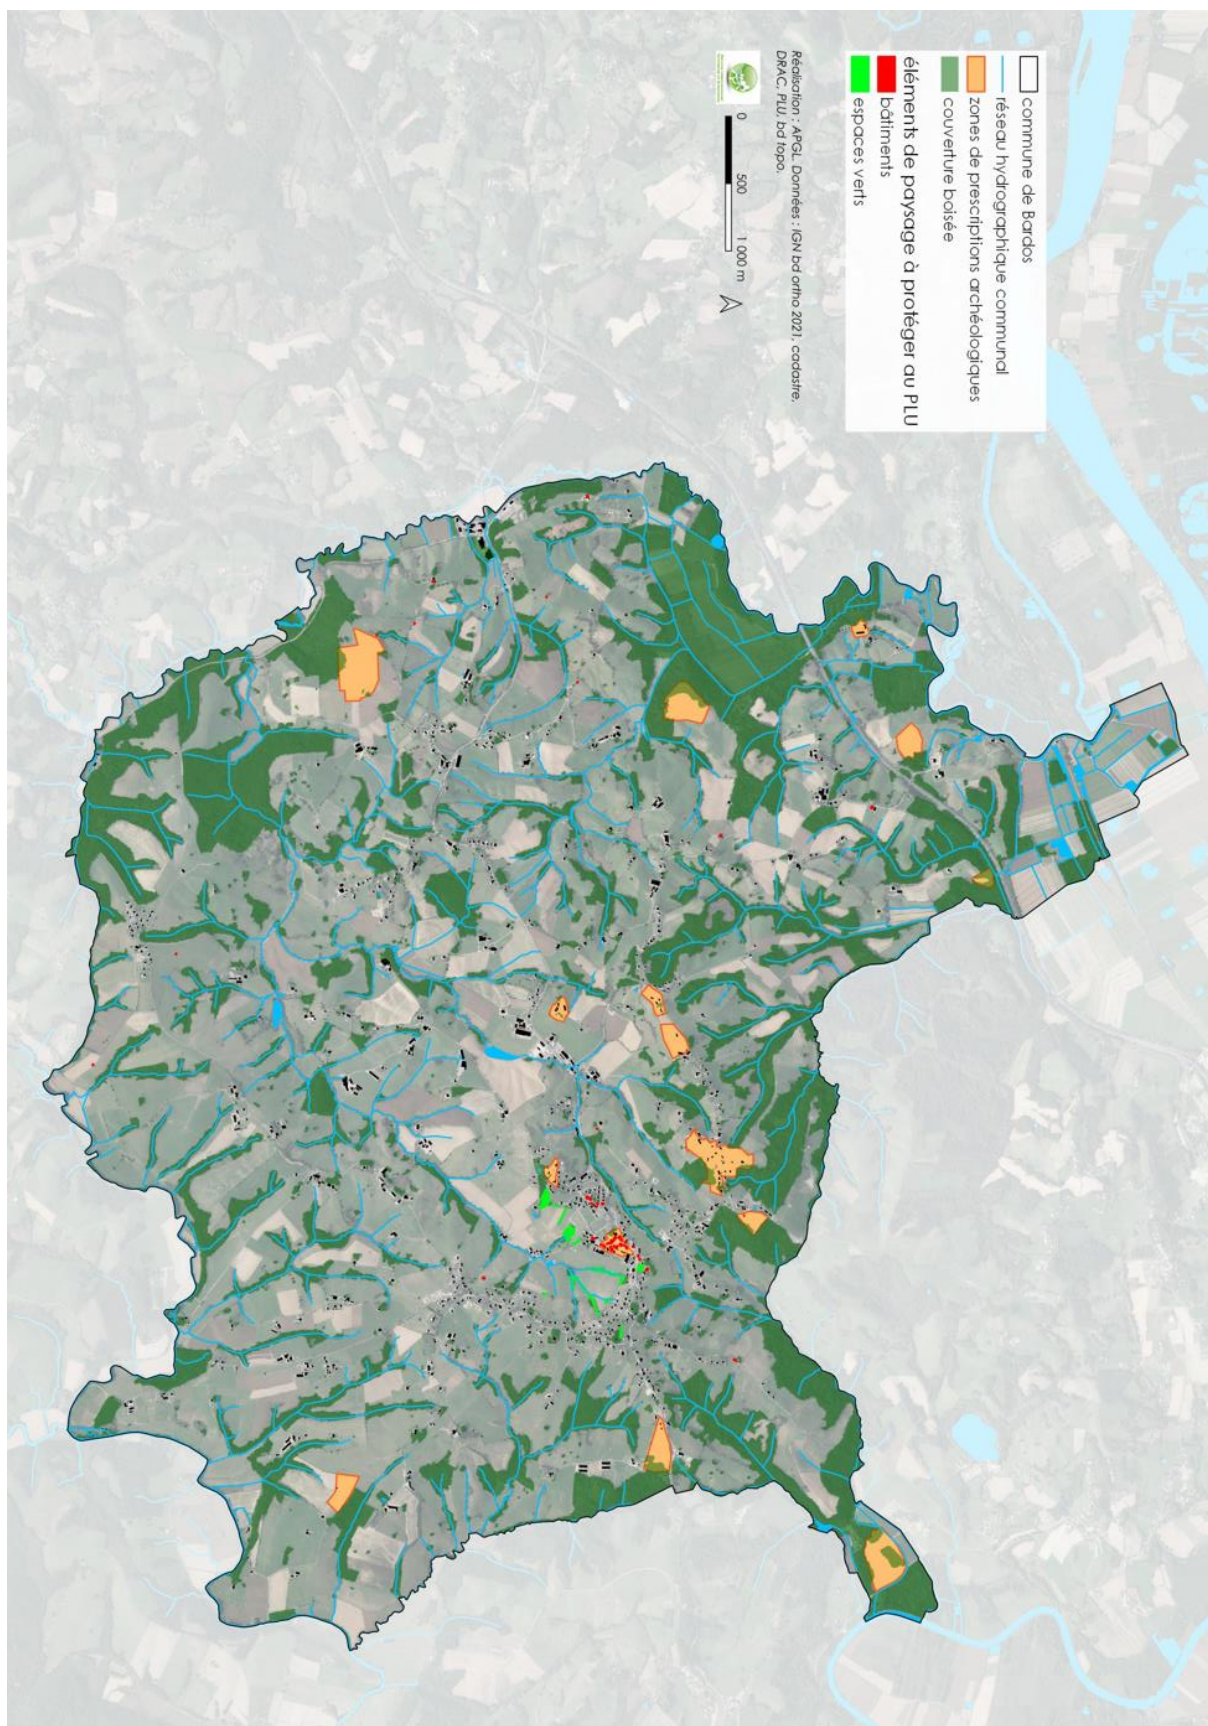 commune de Bardos
réseau hydrographique communal
zones de prescriptions archéologiques
couverture boisée
éléments de paysage à protéger au PLU
bâtiments
espaces verts
0 500 1 000 m
Réalisation : APGL. Données : IGN bd ortho 2021, cadastre,
DRAC, PLU, bd topo.